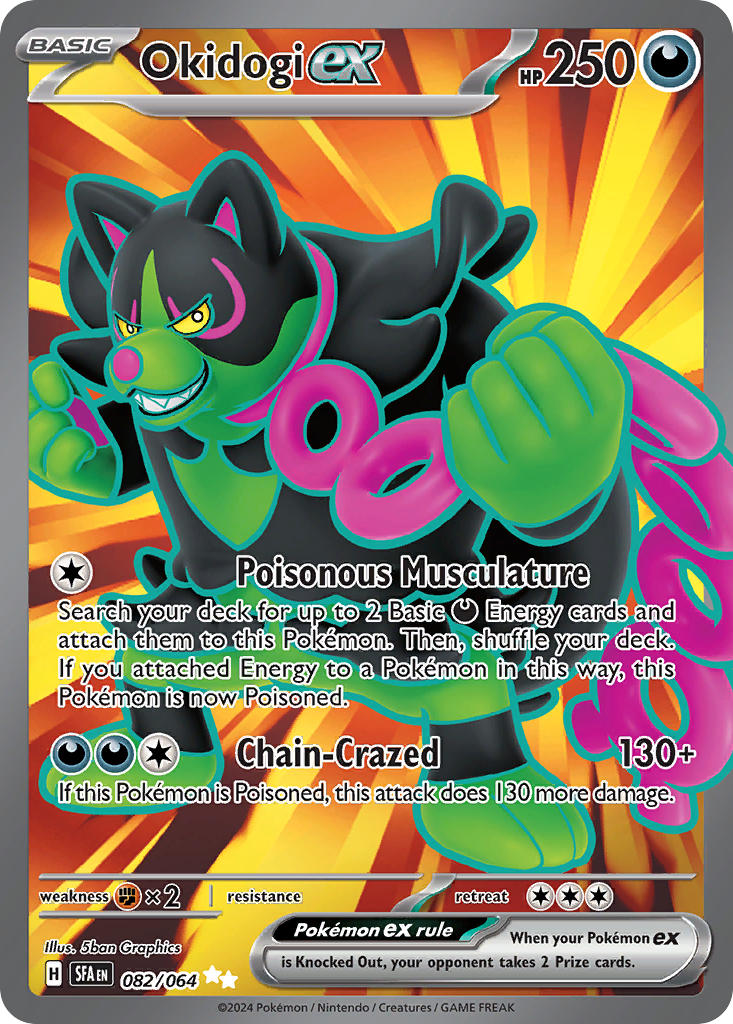 BASIC
Okidogi ex
HP 250
Poisonous Musculature
Search your deck for up to 2 Basic Energy cards and
attach them to this Pokémon. Then, shuffle your deck.
If you attached Energy to a Pokémon in this way, this
Pokémon is now Poisoned.
Chain-Crazed 130+
If this Pokémon is Poisoned, this attack does 130 more damage.
weakness ×2 resistance retreat
Pokémon ex rule
When your Pokémon ex
is Knocked Out, your opponent takes 2 Prize cards.
Illus. 5ban Graphics
H SFA EN 082/064
©2024 Pokémon / Nintendo / Creatures / GAME FREAK